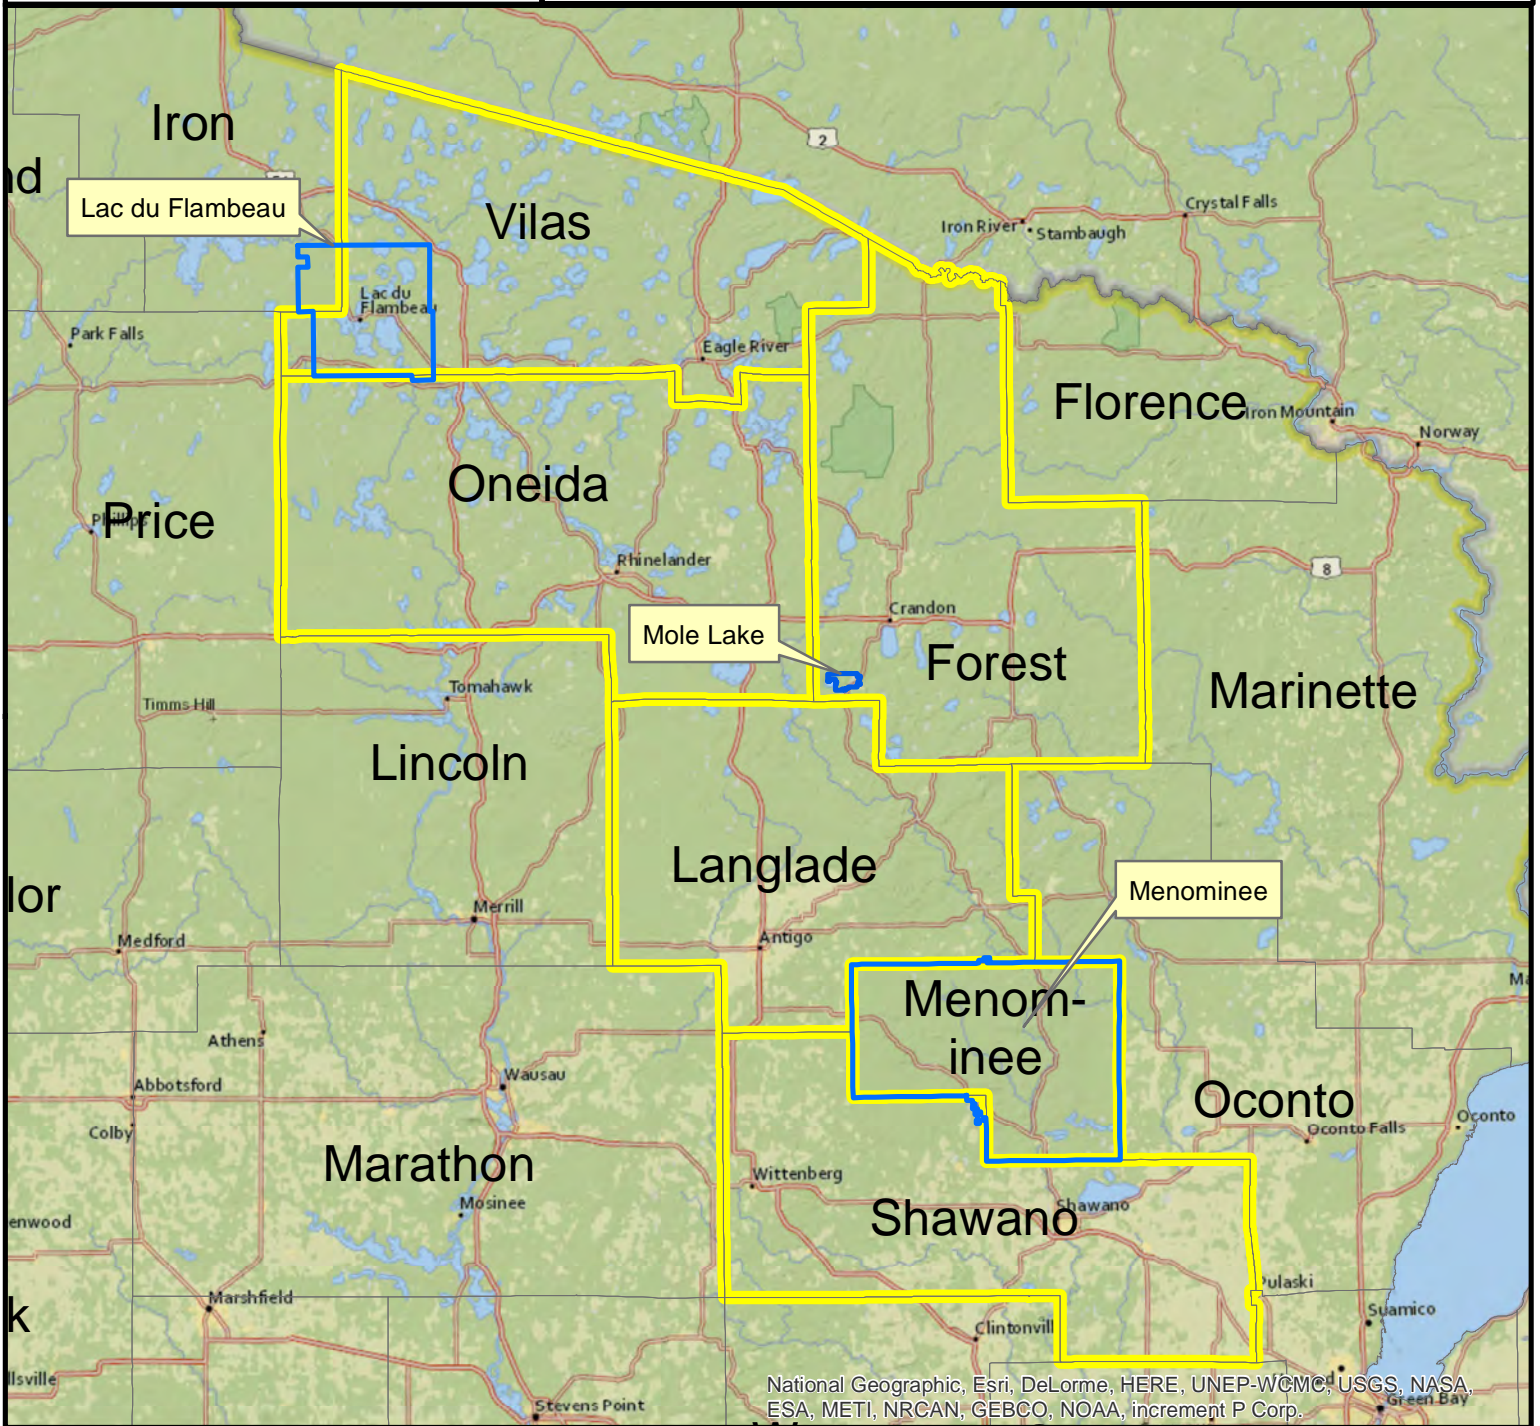 2
Iron
nd
Crystal Falls
Lac du Flambeau
Vilas
Iron River
Stambaugh
Lac du
Flambeau
Park Falls
Eagle River
Florence
Iron Mountain
Norway
Oneida
Price
Phillips
Rhinelander
8
Crandon
Mole Lake
Forest
Marinette
Tomahawk
Timms Hill
Lincoln
Langlade
lor
Menominee
Merrill
Antigo
Medford
Menom-
inee
Athens
Wausau
Abbotsford
Oconto
Oconto
Colby
Oconto Falls
Marathon
Wittenberg
Mosinee
Shawano
Shawano
enwood
Pulaski
Marshfield
Suamico
k
Clintonville
llsville
National Geographic, Esri, DeLorme, HERE, UNEP-WCMC, USGS, NASA,
Green Bay
Stevens Point
ESA, METI, NRCAN, GEBCO, NOAA, increment P Corp.